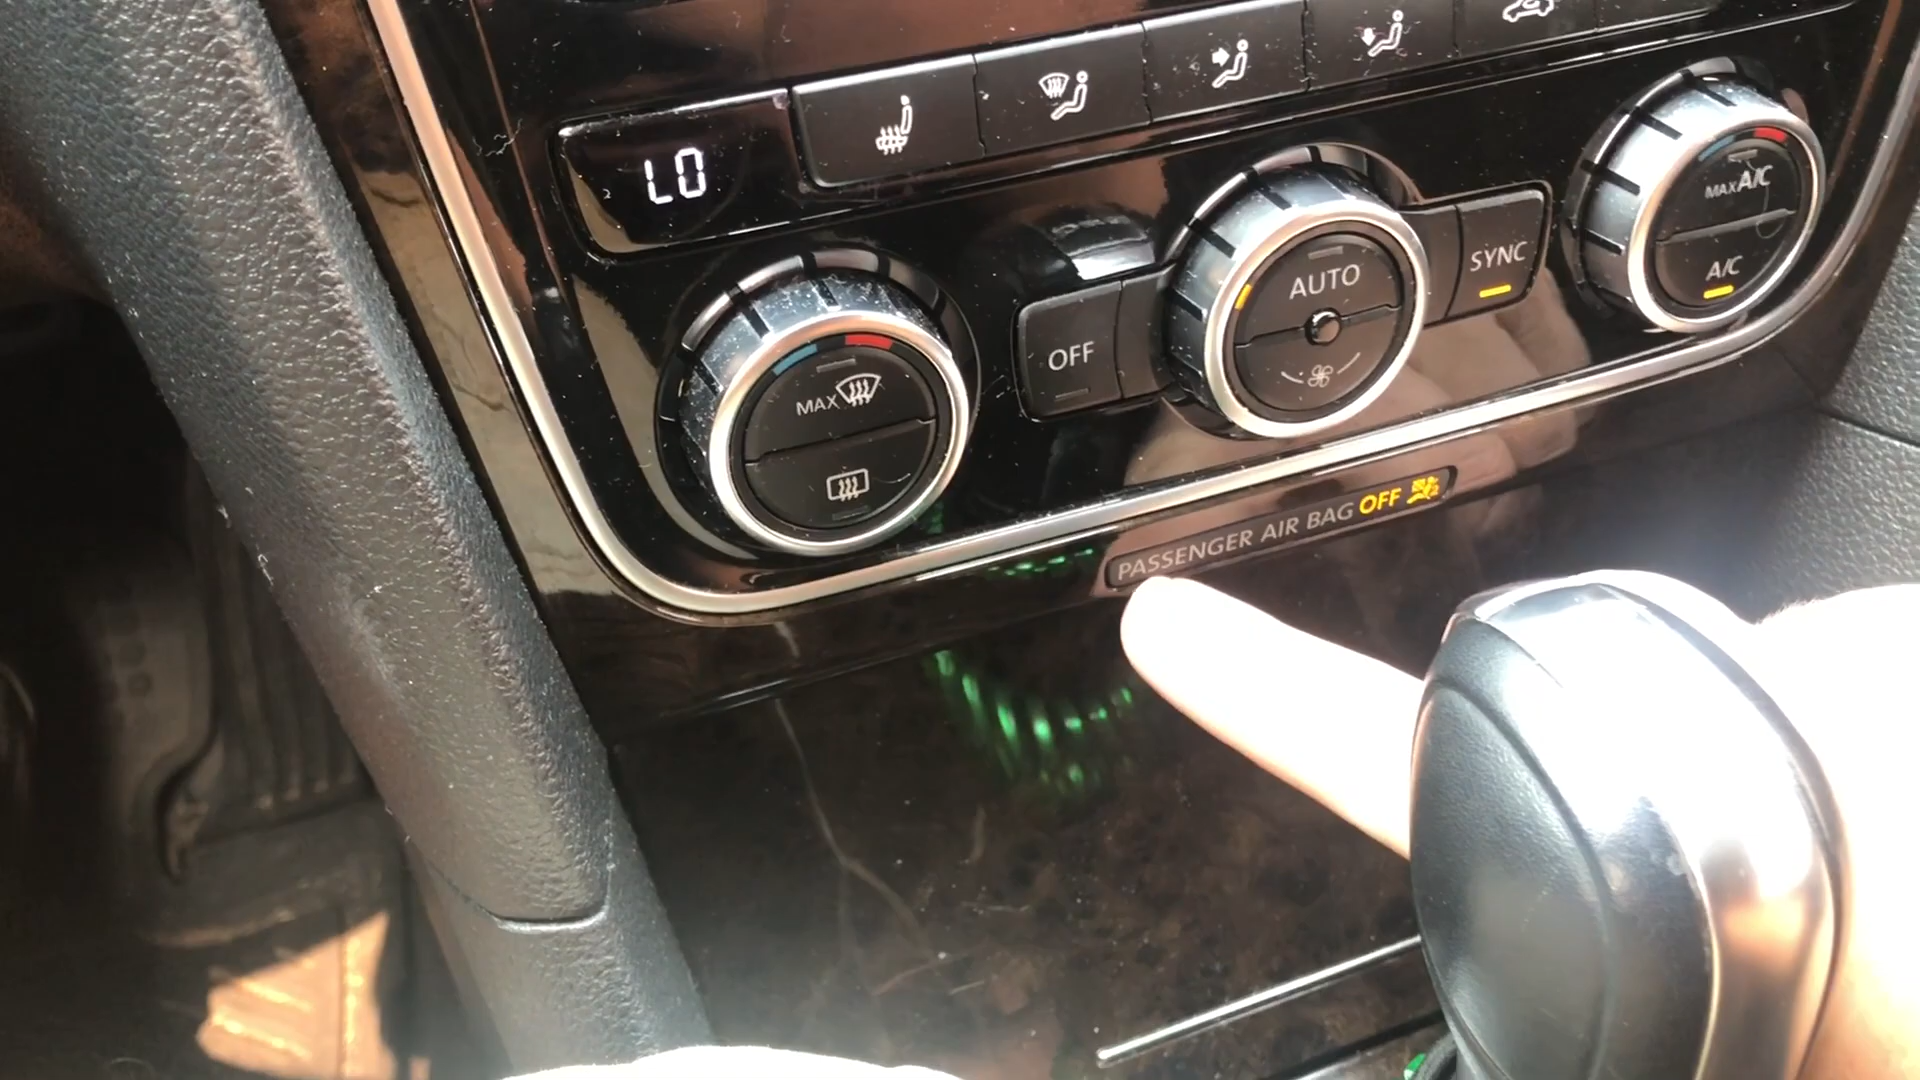 LO
MAX
OFF
AUTO
SYNC
MAX A/C
A/C
PASSENGER AIR BAG OFF